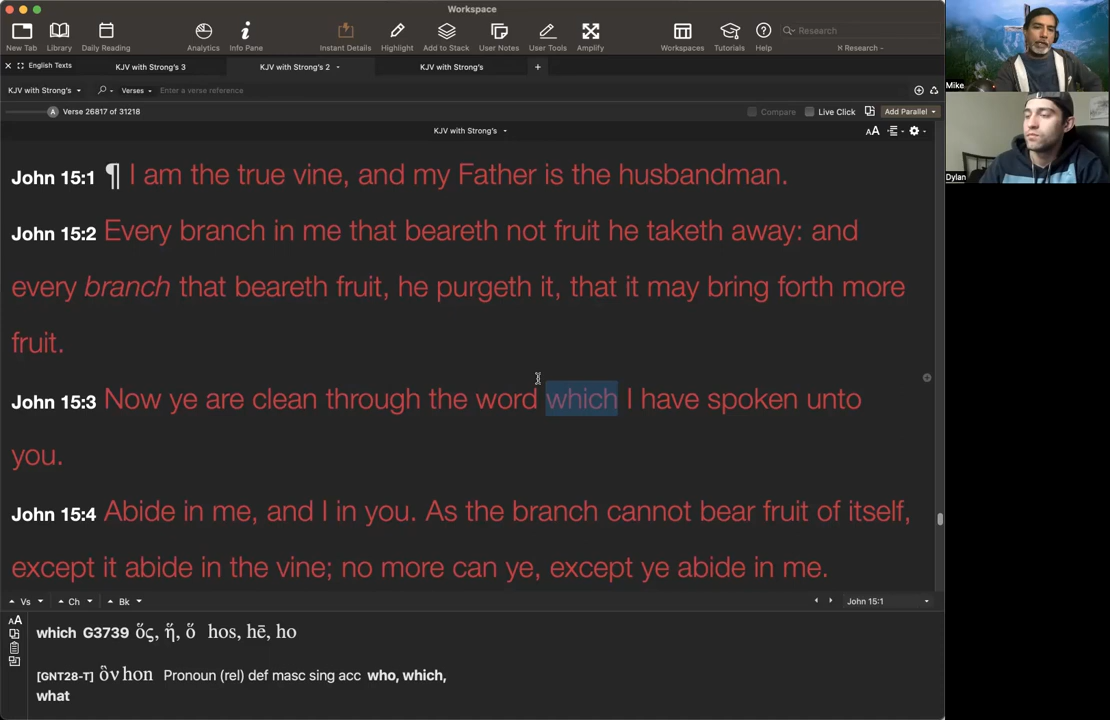 Workspace
New Tab
Library
Daily Reading
Analytics
Info Pane
Instant Details
Highlight
Add to Stack
User Notes
User Tools
Amplify
Workspaces
Tutorials
Help
Research
Research
English Texts
KJV with Strong's 3
KJV with Strong's 2
KJV with Strong's
KJV with Strong's
Verses
Enter a verse reference
A
Verse 26817 of 31218
Compare
Live Click
Add Parallel
KJV with Strong's
AA
John 15:1 ¶ I am the true vine, and my Father is the husbandman.
John 15:2 Every branch in me that beareth not fruit he taketh away: and
every branch that beareth fruit, he purgeth it, that it may bring forth more
fruit.
John 15:3 Now ye are clean through the word which I have spoken unto
you.
John 15:4 Abide in me, and I in you. As the branch cannot bear fruit of itself,
except it abide in the vine; no more can ye, except ye abide in me.
Vs
Ch
Bk
John 15:1
AA
which G3739 ὅς, ἥ, ὅ hos, hē, ho
[GNT28-T] ὃν hon Pronoun (rel) def masc sing acc who, which,
what
Mike
Dylan